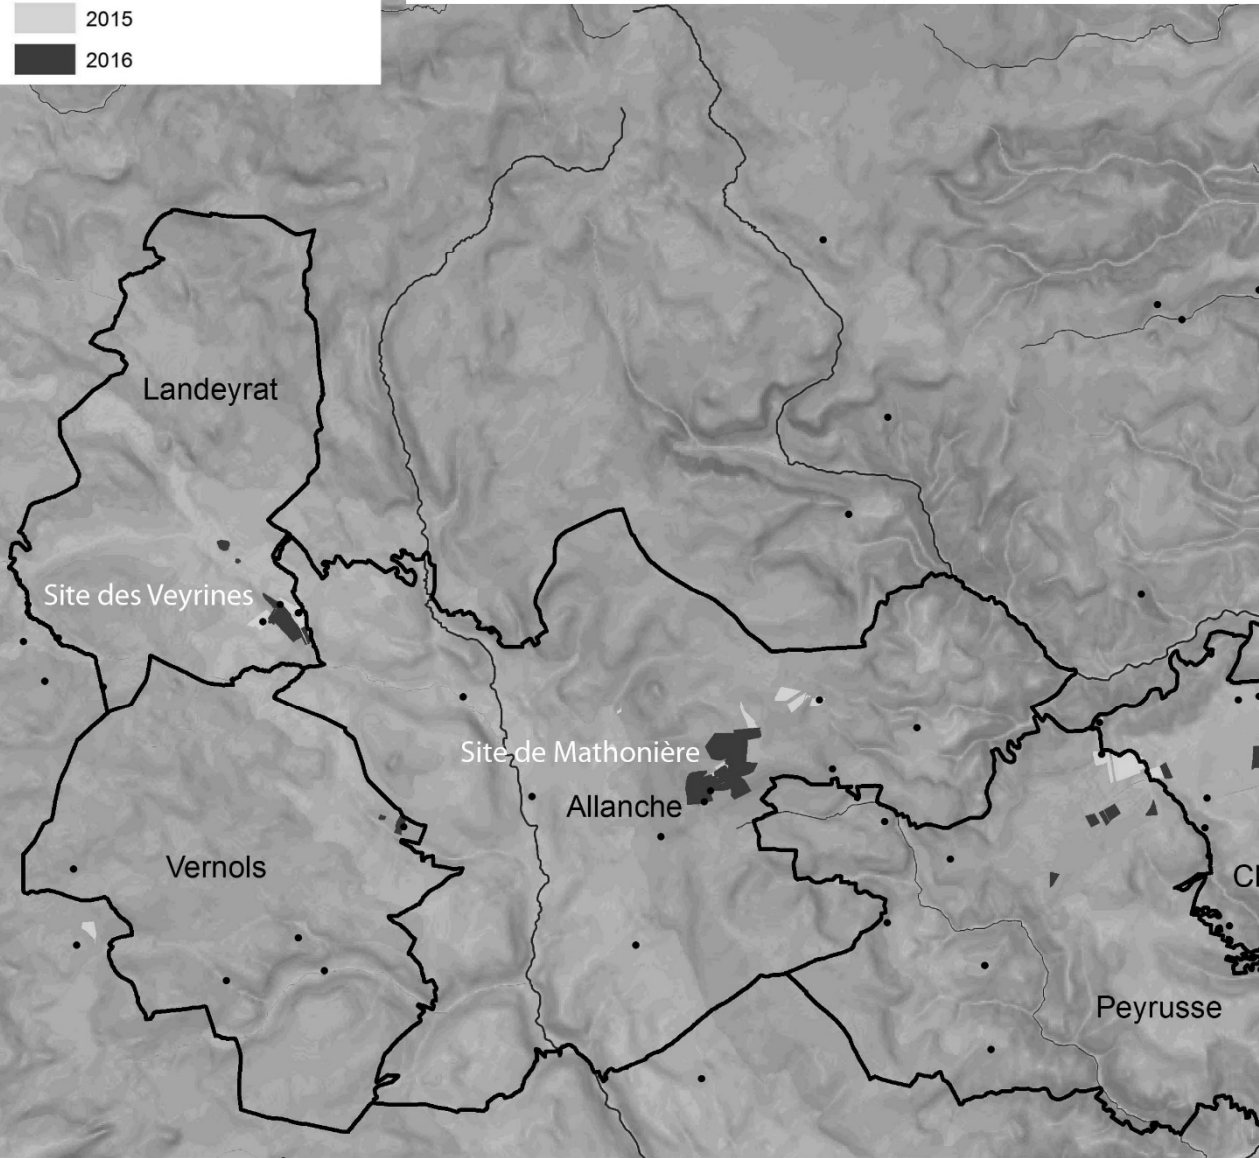 2015
2016
Landeyrat
Site des Veyrines
Site de Mathonière
Allanche
Vernols
Peyrusse